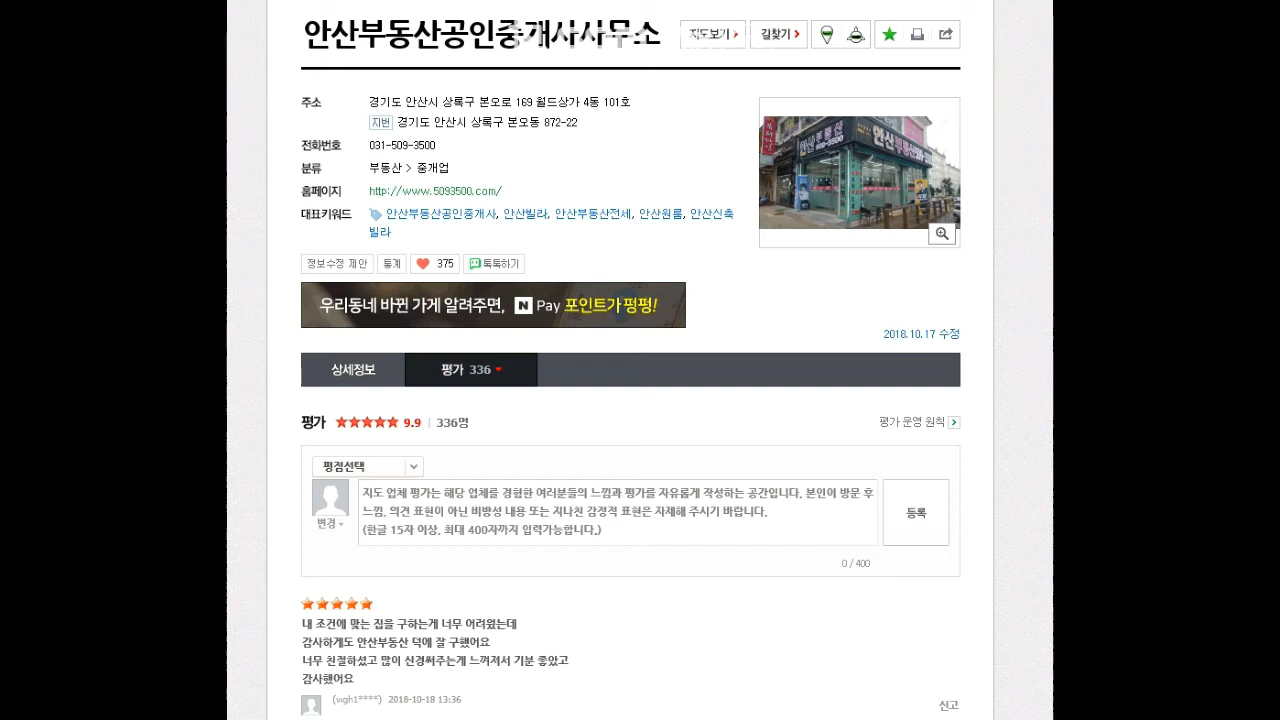 안산부동산공인중개사사무소
지도보기
길찾기
주소 경기도 안산시 상록구 본오로 169 월드상가 4동 101호
지번 경기도 안산시 상록구 본오동 872-22
전화번호 031-509-3500
분류 부동산 > 중개업
홈페이지 http://www.5093500.com/
대표키워드 안산부동산공인중개사, 안산빌라, 안산부동산전세, 안산원룸, 안산신축
빌라
안산부동산
정보수정 제안 통계 375 톡톡하기
우리동네 바뀐 가게 알려주면, N Pay 포인트가 펑펑!
2018.10.17 수정
상세정보 평가 336
평가 9.9 336명
평가 운영 원칙
평점선택
변경
지도 업체 평가는 해당 업체를 경험한 여러분들의 느낌과 평가를 자유롭게 작성하는 공간입니다. 본인이 방문 후
느낌, 의견 표현이 아닌 비방성 내용 또는 지나친 감정적 표현은 자제해 주시기 바랍니다.
(한글 15자 이상, 최대 400자까지 입력가능합니다.)
등록
0 / 400
내 조건에 맞는 집을 구하는게 너무 어려웠는데
감사하게도 안산부동산 덕에 잘 구했어요
너무 친절하셨고 많이 신경써주는게 느껴져서 기분 좋았고
감사했어요
(wgh1****) 2018-10-18 13:36
신고